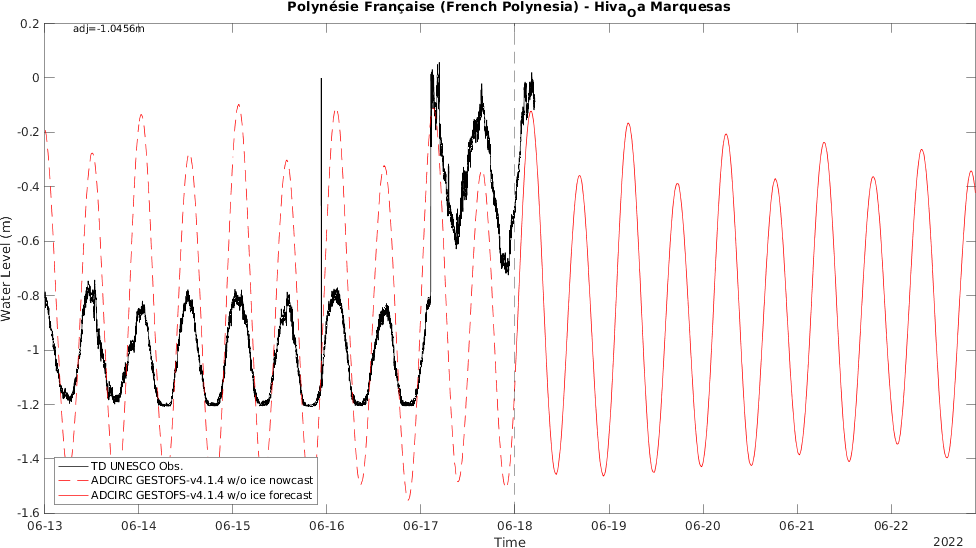 Polynésie Française (French Polynesia) - Hiva_Oa Marquesas
adj=-1.0456m
0.2
0
-0.2
-0.4
-0.6
-0.8
-1
-1.2
-1.4
-1.6
Water Level (m)
TD UNESCO Obs.
ADCIRC GESTOFS-v4.1.4 w/o ice nowcast
ADCIRC GESTOFS-v4.1.4 w/o ice forecast
06-13 06-14 06-15 06-16 06-17 06-18 06-19 06-20 06-21 06-22
Time
2022